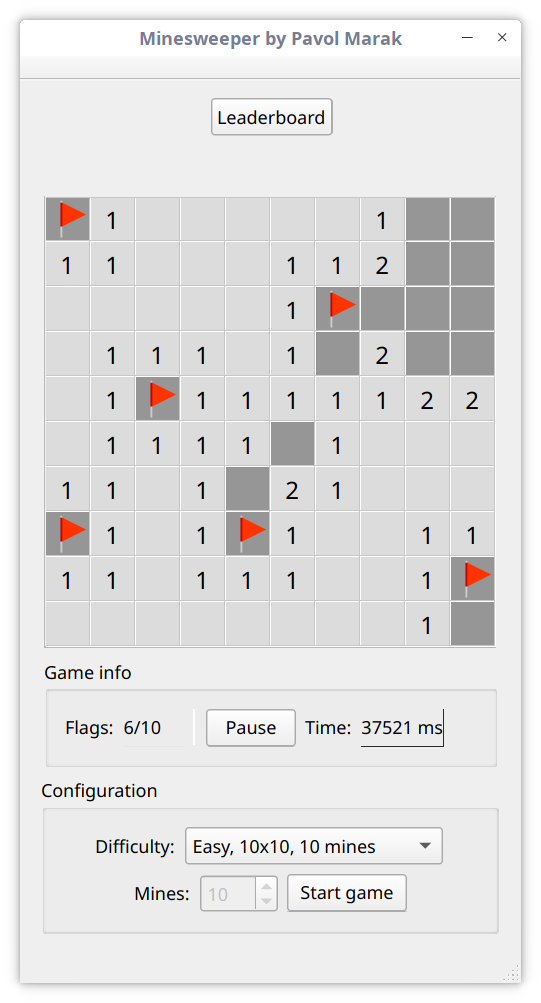 Minesweeper by Pavol Marak
Leaderboard
1 1
1 1 1 1 2
1
1 1 1 1 2
1 1 1 1 1 1 2 2
1 1 1 1 1
1 1 1 2 1
1 1 1 1 1
1 1 1 1 1 1
1
Game info
Flags: 6/10 Pause Time: 37521 ms
Configuration
Difficulty: Easy, 10x10, 10 mines
Mines: 10 Start game